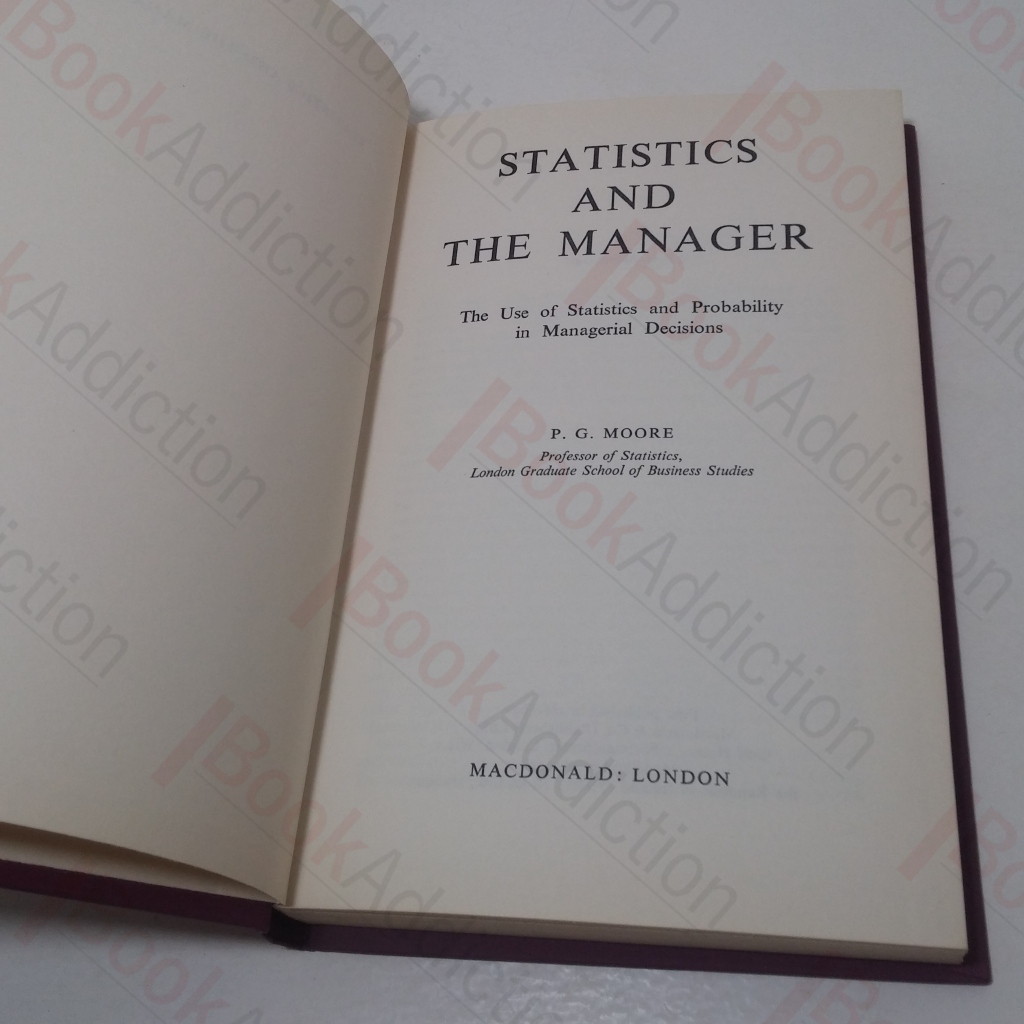 STATISTICS
AND
THE MANAGER
The Use of Statistics and Probability
in Managerial Decisions
P. G. MOORE
Professor of Statistics,
London Graduate School of Business Studies
MACDONALD: LONDON
BookAddiction